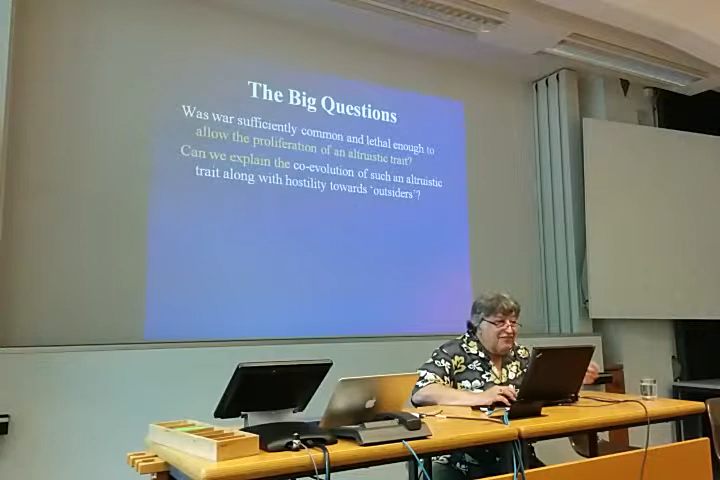 The Big Questions
Was war sufficiently common and lethal enough to
allow the proliferation of an altruistic trait?
Can we explain the co-evolution of such an altruistic
trait along with hostility towards ‘outsiders’?